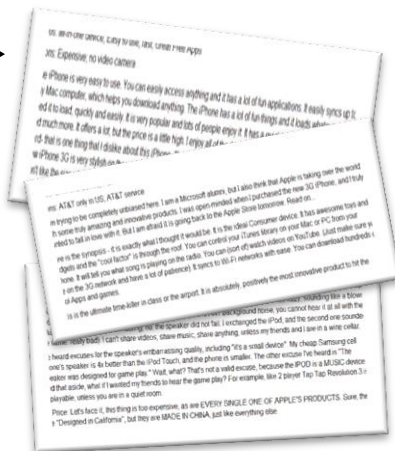 os: all-in-one device, Easy to use, fast, Great Free Apps
ons: Expensive, no video camera
e iPhone is very easy to use. You can easily access anything and it has a lot of fun applications. It easily syncs up to
y Mac computer, which helps you download anything. The iPhone has a lot of fun things and it loads
ed it to load, quickly and easily. It is very popular and lots of people enjoy it. It has a
d much more. It offers a lot, but the price is a little high. I enjoy all of
rd- that is one thing that I dislike about this iPhone
w iPhone 3G is very stylish
st like the
ons: AT&T only in US, AT&T service
m trying to be completely unbiased here. I am a Microsoft alumni, but I also think that Apple is taking over the world
h some truly amazing and innovative products. I was open-minded when I purchased the new 3G iPhone, and I truly
nted to fall in love with it. But I am afraid it is going back to the Apple Store tomorrow. Read on...
ere is the synopsis - it is exactly what I thought it would be. It is the ideal Consumer device. It has awesome toys and
dgets and the "cool factor" is through the roof. You can control your iTunes library on your Mac or PC from your
hone. It will tell you what song is playing on the radio. You can (sort of) watch videos on YouTube. (Just make sure y
e on the 3G network and have a lot of patience). It syncs to Wi-Fi networks with ease. You can download hundreds
ol Apps and games.
is is the ultimate time-killer in class or the airport. It is absolutely, positively the most innovative product to hit the
sounding like a blow
background noise, you cannot hear it at all with the
the speaker did not fail. I exchanged the iPod, and the second one sounde
really bad) I can't share videos, share music, share anything, unless my friends and I are in a wine cellar.
e heard excuses for the speaker's embarrassing quality, including "it's a small device". My cheap Samsung cell
one's speaker is 4x better than the iPod Touch, and the phone is smaller. The other excuse I've heard is "The
eaker was designed for game play." Wait, what? That's not a valid excuse, because the IPOD is a MUSIC device
d that aside, what if I wanted my friends to hear the game play? For example, like 2 player Tap Tap Revolution 3
playable, unless you are in a quiet room.
Price. Let's face it, this thing is too expensive, as are EVERY SINGLE ONE OF APPLE'S PRODUCTS. Sure, the
e "Designed in California", but they are MADE IN CHINA, just like everything else